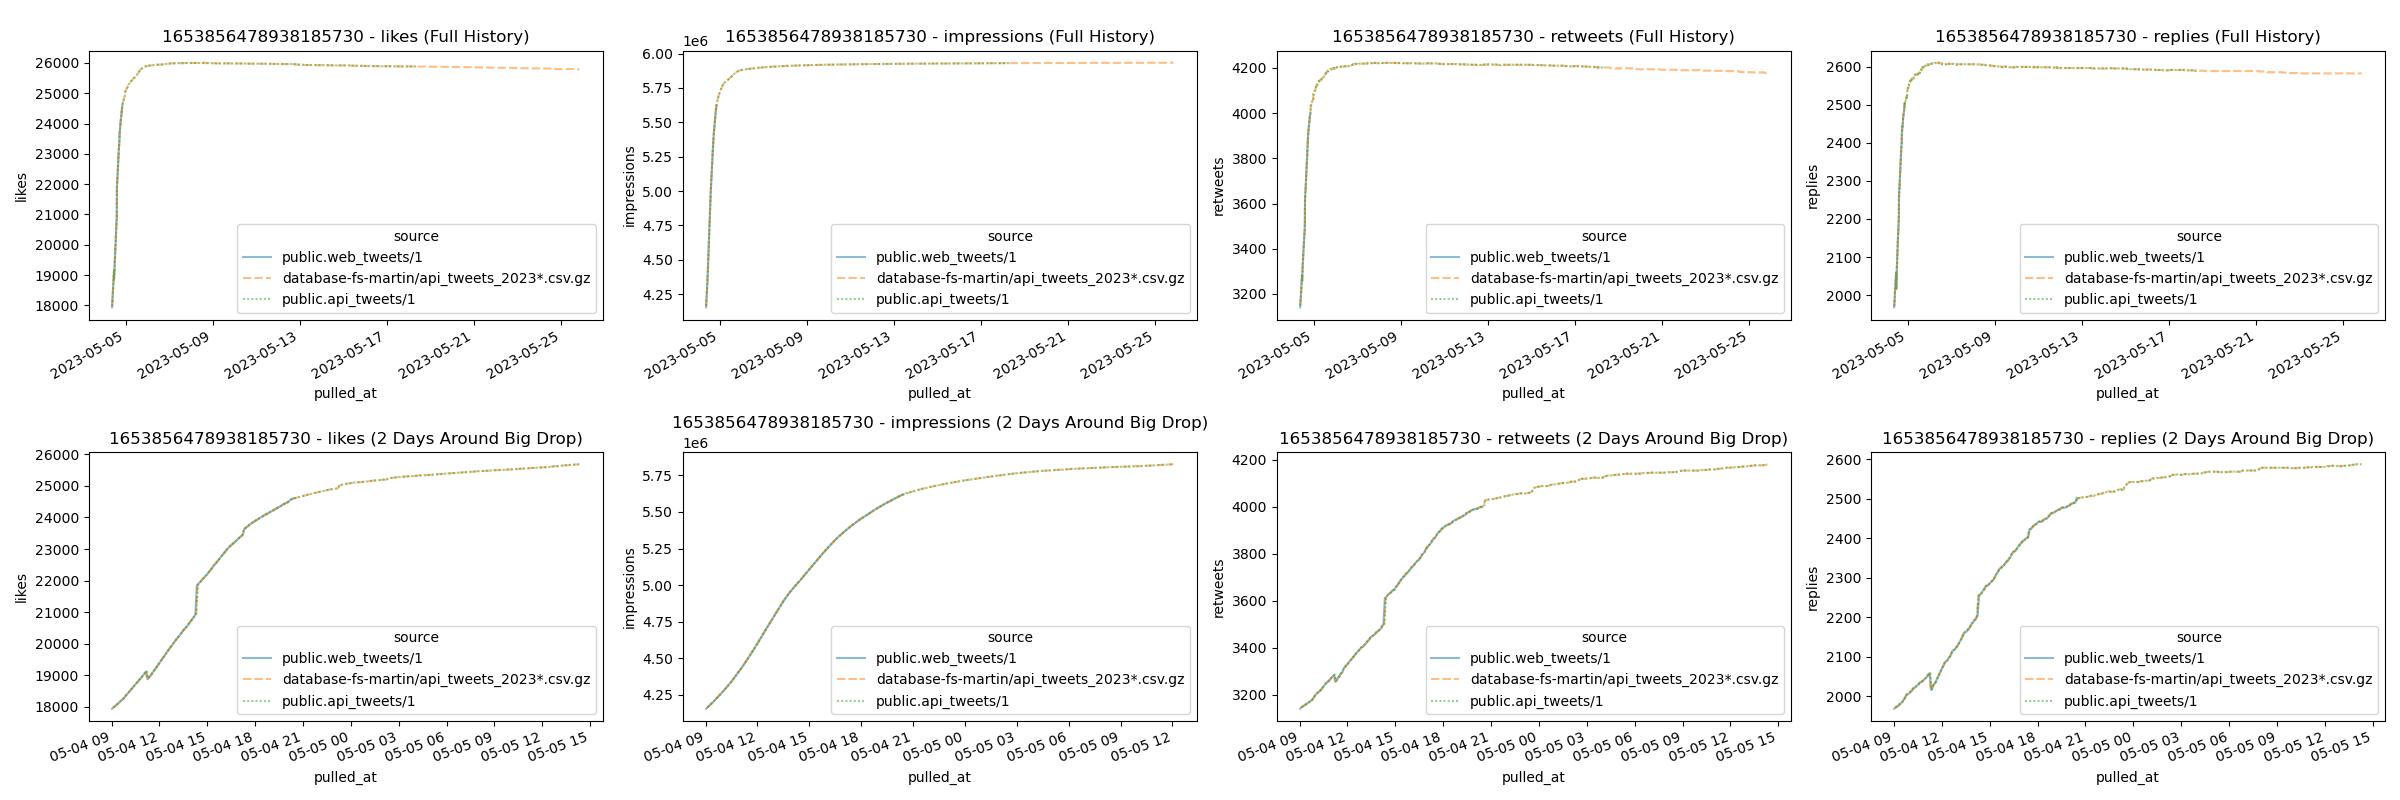 1653856478938185730 - likes (Full History)
26000
25000
24000
23000
22000
21000
20000
19000
18000
likes
source
public.web_tweets/1
database-fs-martin/api_tweets_2023*.csv.gz
public.api_tweets/1
2023-05-05
2023-05-09
2023-05-13
2023-05-17
2023-05-21
2023-05-25
pulled_at
1653856478938185730 - impressions (Full History)
1e6
6.00
5.75
5.50
5.25
5.00
4.75
4.50
4.25
impressions
source
public.web_tweets/1
database-fs-martin/api_tweets_2023*.csv.gz
public.api_tweets/1
2023-05-05
2023-05-09
2023-05-13
2023-05-17
2023-05-21
2023-05-25
pulled_at
1653856478938185730 - retweets (Full History)
4200
4000
3800
3600
3400
3200
retweets
source
public.web_tweets/1
database-fs-martin/api_tweets_2023*.csv.gz
public.api_tweets/1
2023-05-05
2023-05-09
2023-05-13
2023-05-17
2023-05-21
2023-05-25
pulled_at
1653856478938185730 - replies (Full History)
2600
2500
2400
2300
2200
2100
2000
replies
source
public.web_tweets/1
database-fs-martin/api_tweets_2023*.csv.gz
public.api_tweets/1
2023-05-05
2023-05-09
2023-05-13
2023-05-17
2023-05-21
2023-05-25
pulled_at
1653856478938185730 - likes (2 Days Around Big Drop)
26000
25000
24000
23000
22000
21000
20000
19000
18000
likes
source
public.web_tweets/1
database-fs-martin/api_tweets_2023*.csv.gz
public.api_tweets/1
05-04 09
05-04 12
05-04 15
05-04 18
05-04 21
05-05 00
05-05 03
05-05 06
05-05 09
05-05 12
05-05 15
pulled_at
1653856478938185730 - impressions (2 Days Around Big Drop)
1e6
5.75
5.50
5.25
5.00
4.75
4.50
4.25
impressions
source
public.web_tweets/1
database-fs-martin/api_tweets_2023*.csv.gz
public.api_tweets/1
05-04 09
05-04 12
05-04 15
05-04 18
05-04 21
05-05 00
05-05 03
05-05 06
05-05 09
05-05 12
pulled_at
1653856478938185730 - retweets (2 Days Around Big Drop)
4200
4000
3800
3600
3400
3200
retweets
source
public.web_tweets/1
database-fs-martin/api_tweets_2023*.csv.gz
public.api_tweets/1
05-04 09
05-04 12
05-04 15
05-04 18
05-04 21
05-05 00
05-05 03
05-05 06
05-05 09
05-05 12
05-05 15
pulled_at
1653856478938185730 - replies (2 Days Around Big Drop)
2600
2500
2400
2300
2200
2100
2000
replies
source
public.web_tweets/1
database-fs-martin/api_tweets_2023*.csv.gz
public.api_tweets/1
05-04 09
05-04 12
05-04 15
05-04 18
05-04 21
05-05 00
05-05 03
05-05 06
05-05 09
05-05 12
05-05 15
pulled_at